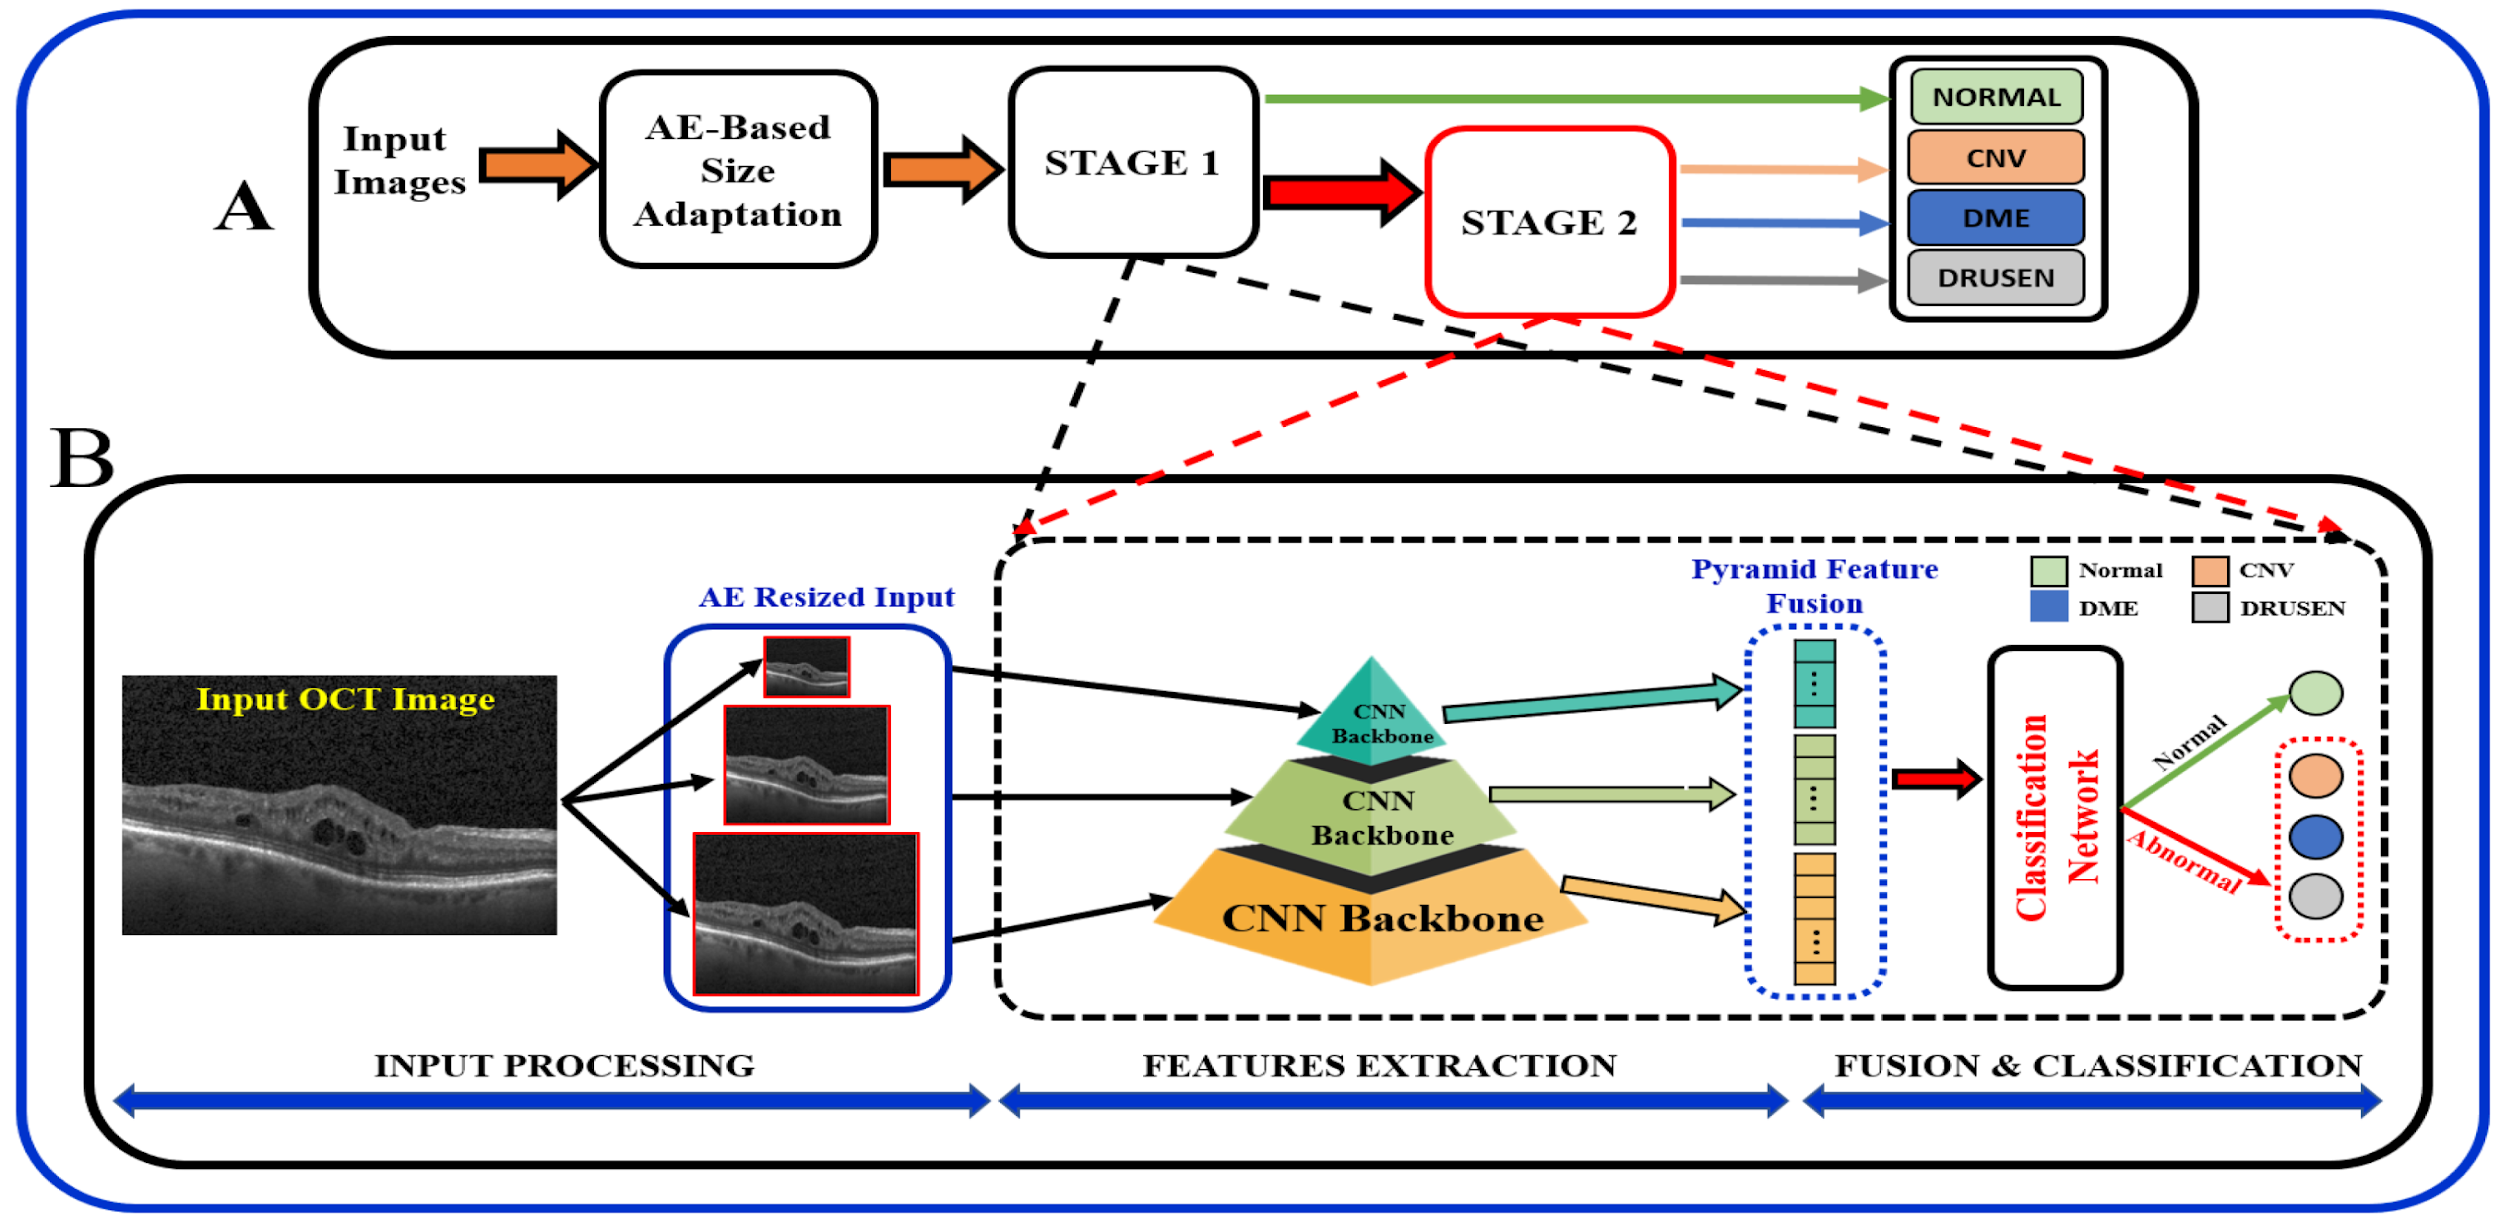 A
Input
Images
AE-Based
Size
Adaptation
STAGE 1
STAGE 2
NORMAL
CNV
DME
DRUSEN
B
Input OCT Image
AE Resized Input
CNN
Backbone
CNN
Backbone
CNN Backbone
Pyramid Feature
Fusion
Normal
CNV
DME
DRUSEN
Classification
Network
Normal
Abnormal
INPUT PROCESSING
FEATURES EXTRACTION
FUSION & CLASSIFICATION